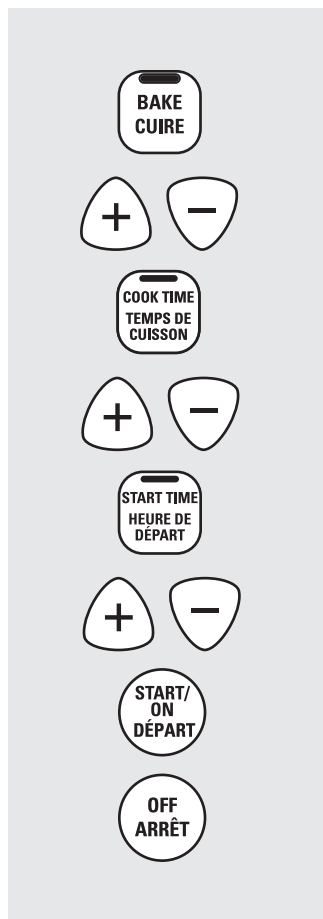 BAKE
CUIRE
+ −
COOK TIME
TEMPS DE
CUISSON
+ −
START TIME
HEURE DE
DÉPART
+ −
START/
ON
DÉPART
OFF
ARRÊT